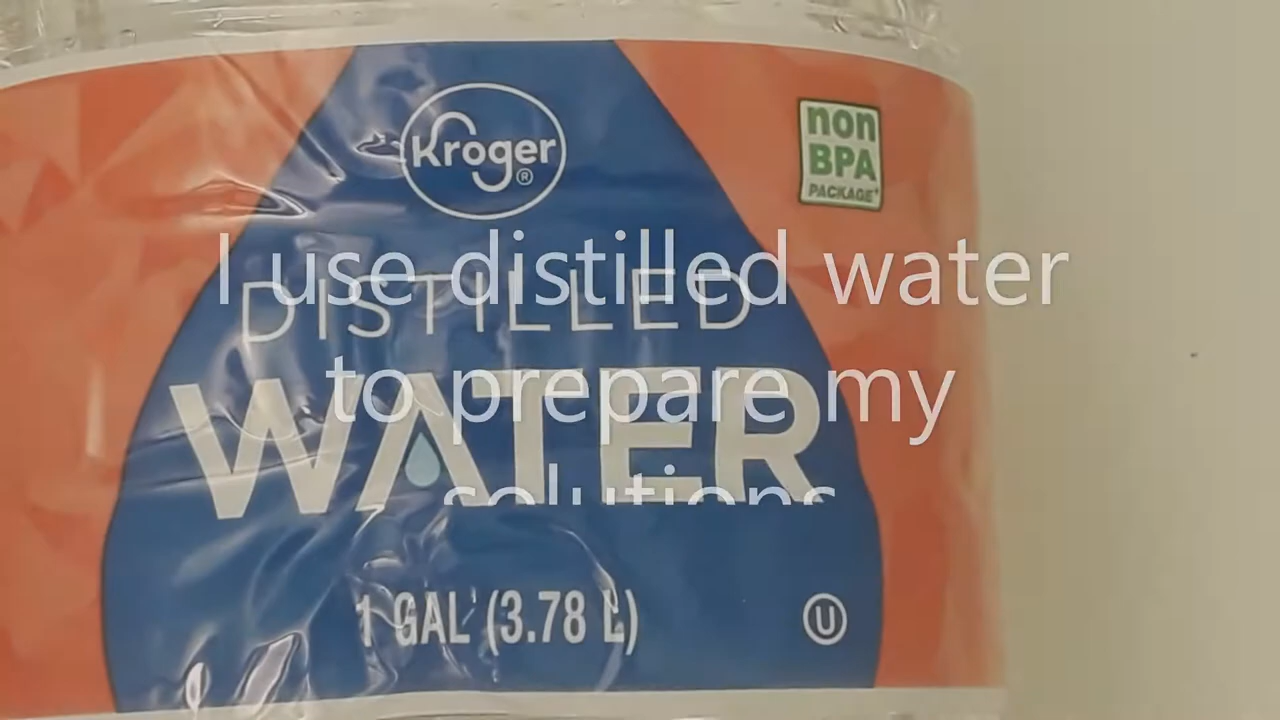 Kroger®
non
BPA
PACKAGE*
I use distilled water
DISTILLED
to prepare my
WATER
solutions
1 GAL (3.78 L)
U